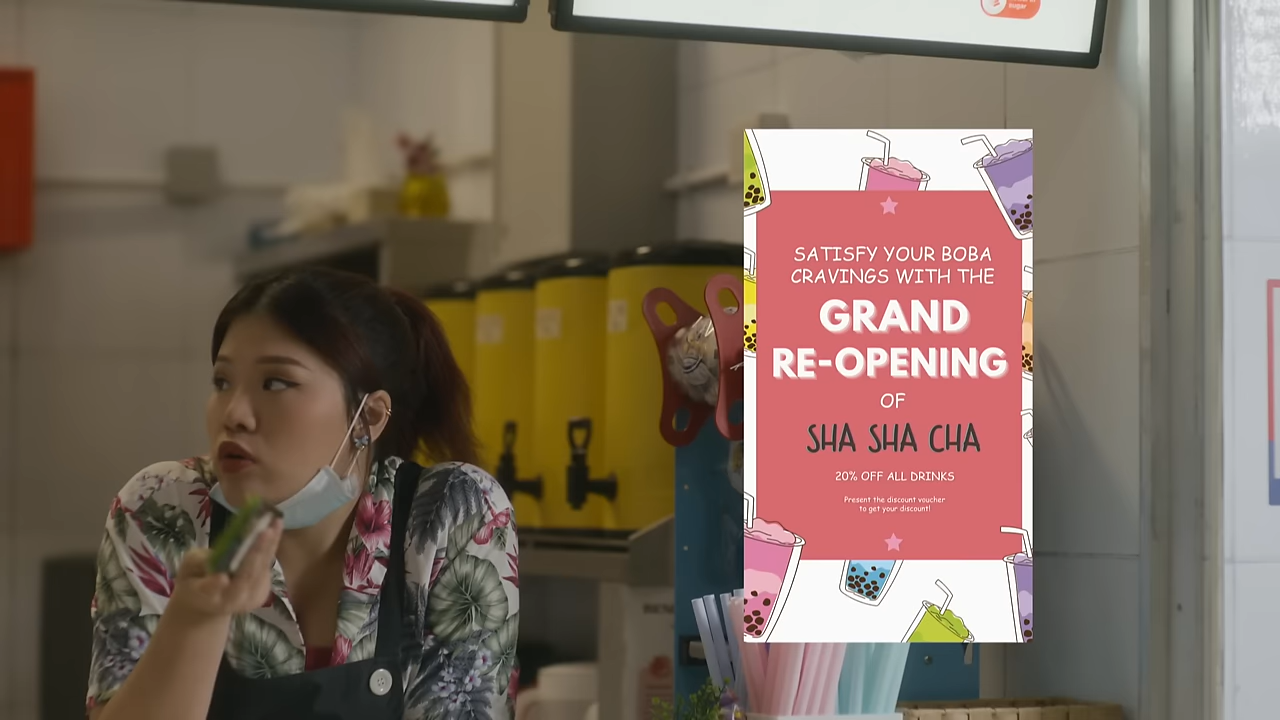 SATISFY YOUR BOBA
CRAVINGS WITH THE
GRAND
RE-OPENING
OF
SHA SHA CHA
20% OFF ALL DRINKS
Present the discount voucher
to get your discount!